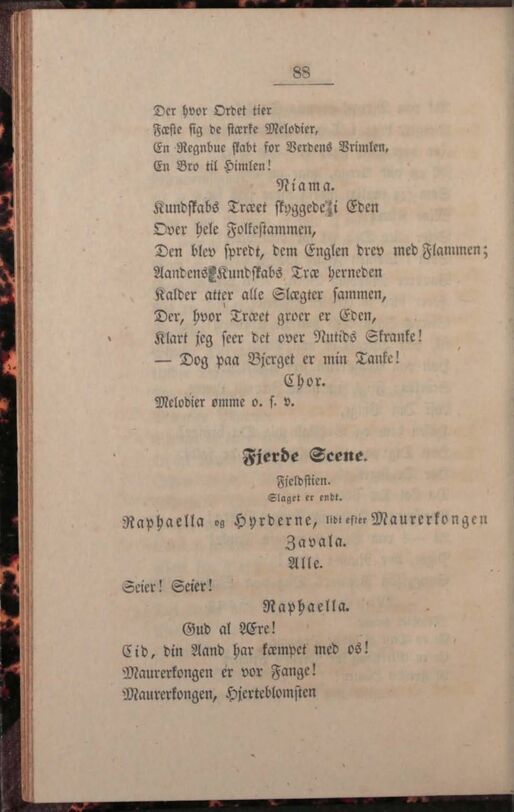 88
Der hvor Ordet tier
Fæste sig de stærke Melodier,
En Regnbue skabt for Verdens Vrimlen,
En Bro til Himlen!
Niama.
Kundskabs Træet skyggede i Eden
Over hele Folkestammen,
Den blev spredt, dem Englen drev med Flammen;
Aandens Kundskabs Træ herneden
Kalder atter alle Slægter sammen,
Der, hvor Træet groer er Eden,
Klart jeg seer det over Nutids Skranke!
— Dog paa Bjerget er min Tanke!
Chor.
Melodier ømme o. s. v.
Fjerde Scene.
Fjeldstien.
Slaget er endt.
Raphaella og Hyrderne, lidt efter Maurerkongen
Zavala.
Alle.
Seier! Seier!
Raphaella.
Gud al Ære!
Cid, din Aand har kæmpet med os!
Maurerkongen er vor Fange!
Maurerkongen, Hjerteblomsten